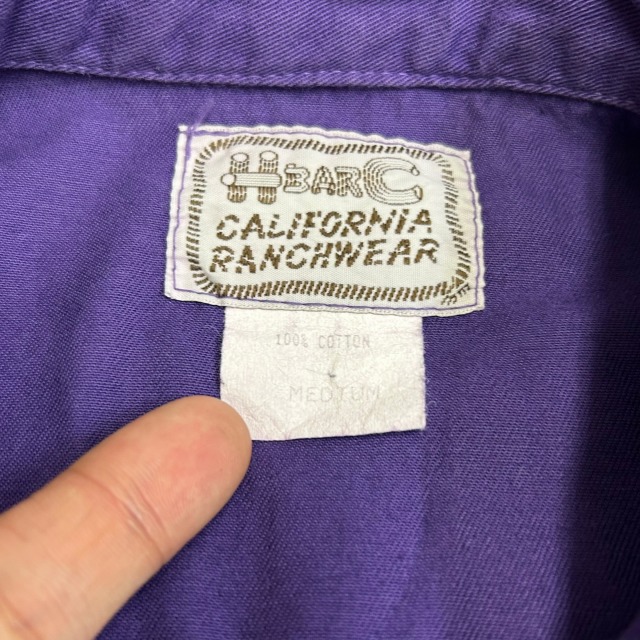 H BAR C
CALIFORNIA
RANCHWEAR
100% COTTON
MEDIUM